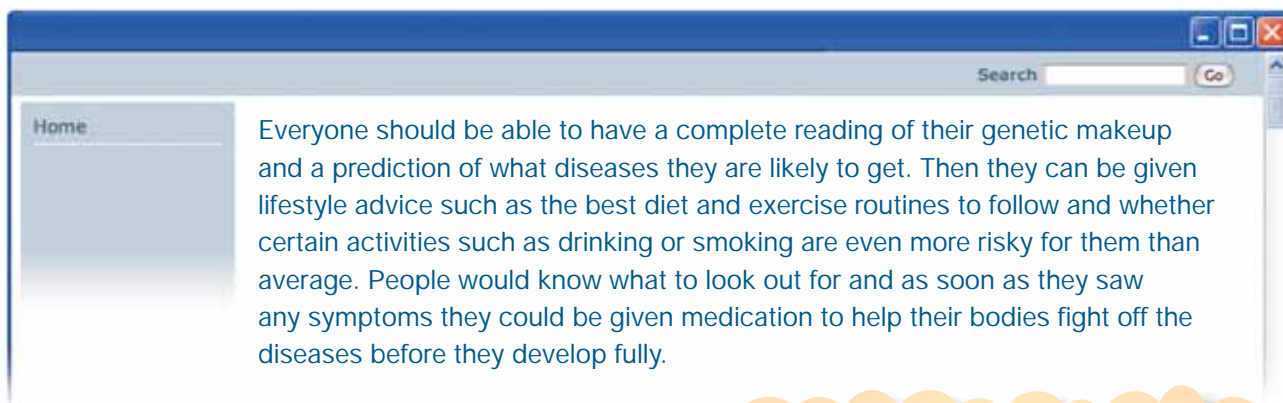 Search
Go
Home
Everyone should be able to have a complete reading of their genetic makeup
and a prediction of what diseases they are likely to get. Then they can be given
lifestyle advice such as the best diet and exercise routines to follow and whether
certain activities such as drinking or smoking are even more risky for them than
average. People would know what to look out for and as soon as they saw
any symptoms they could be given medication to help their bodies fight off the
diseases before they develop fully.